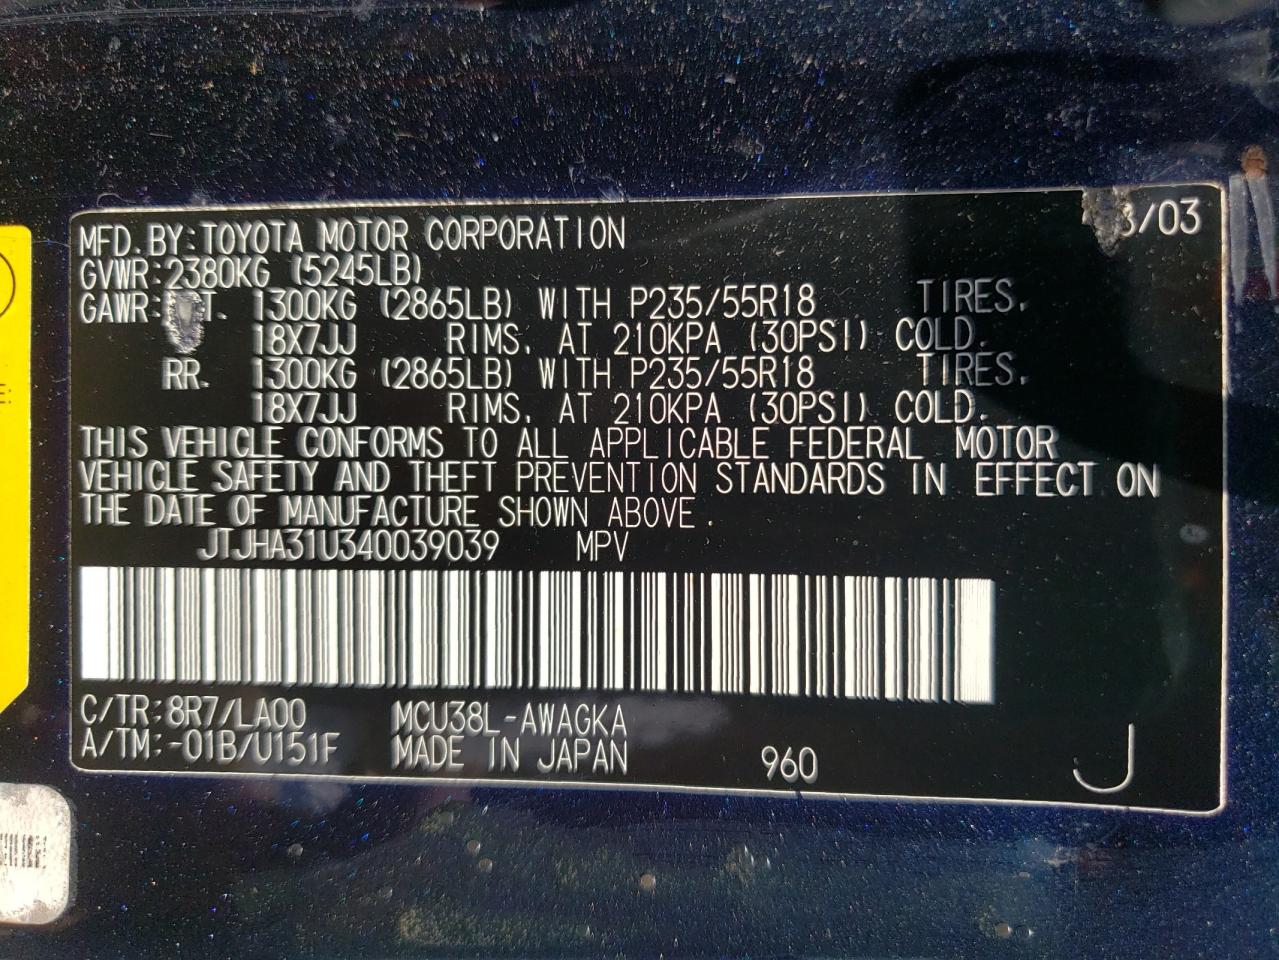 3/03
MFD. BY: TOYOTA MOTOR CORPORATION
GVWR: 2380KG (5245LB)
GAWR: 1300KG (2865LB) WITH P235/55R18 TIRES,
18X7JJ RIMS, AT 210KPA (30PSI) COLD.
RR. 1300KG (2865LB) WITH P235/55R18 TIRES,
18X7JJ RIMS, AT 210KPA (30PSI) COLD.
THIS VEHICLE CONFORMS TO ALL APPLICABLE FEDERAL MOTOR
VEHICLE SAFETY AND THEFT PREVENTION STANDARDS IN EFFECT ON
THE DATE OF MANUFACTURE SHOWN ABOVE.
JTJHA31U340039039 MPV
C/TR: 8R7/LA00 MCU38L-AWAGKA
A/TM: -01B/U151F MADE IN JAPAN 960 J